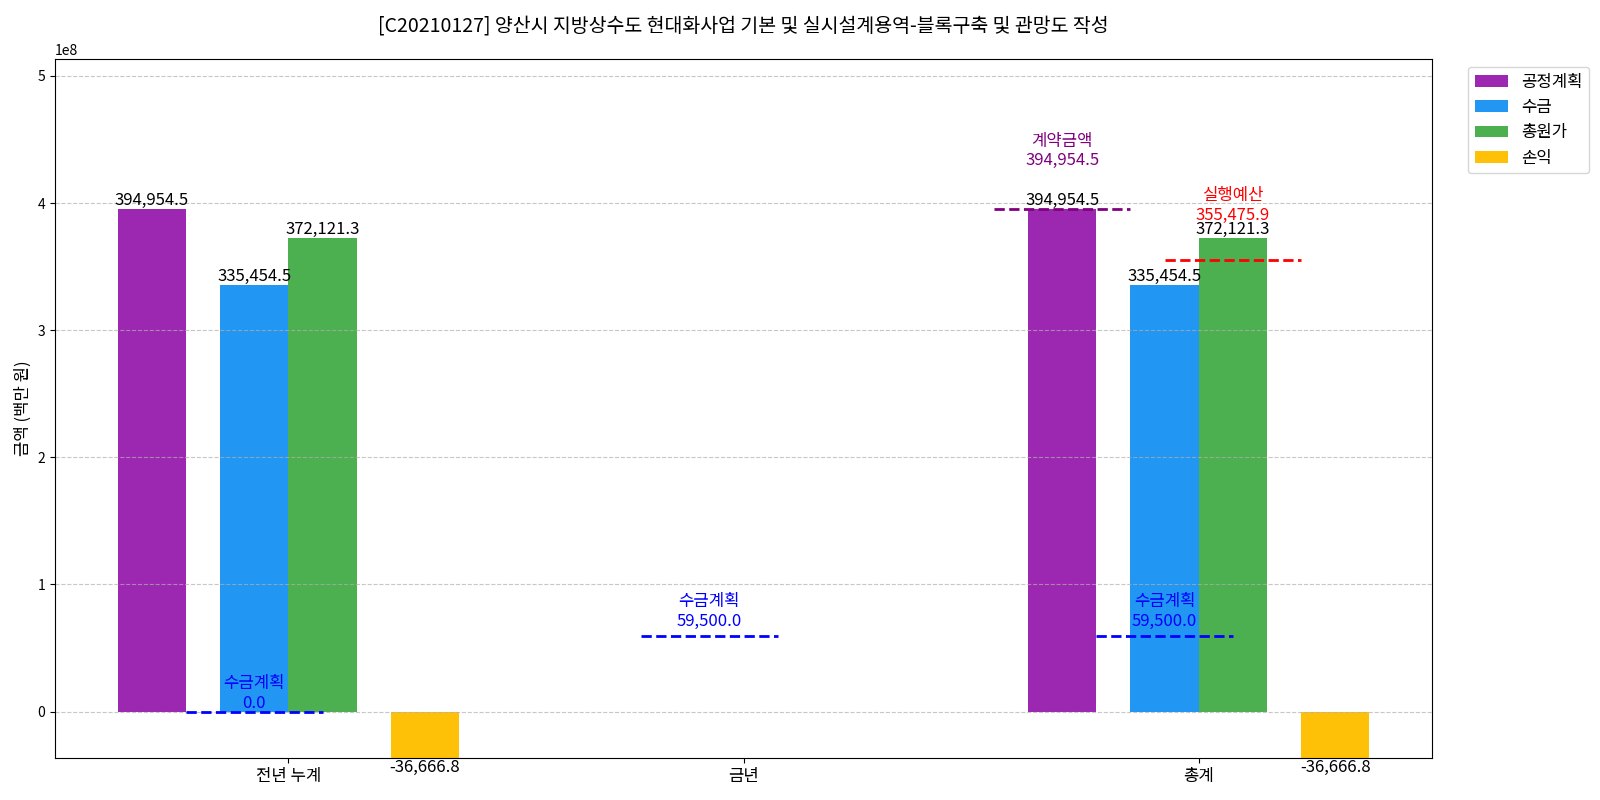 [C20210127] 양산시 지방상수도 현대화사업 기본 및 실시설계용역-블록구축 및 관망도 작성
1e8
5
4
3
2
1
0
금액 (백만 원)
공정계획
수금
총원가
손익
394,954.5
335,454.5
372,121.3
수금계획
0.0
-36,666.8
수금계획
59,500.0
계약금액
394,954.5
394,954.5
실행예산
355,475.9
372,121.3
335,454.5
수금계획
59,500.0
-36,666.8
전년 누계
금년
총계